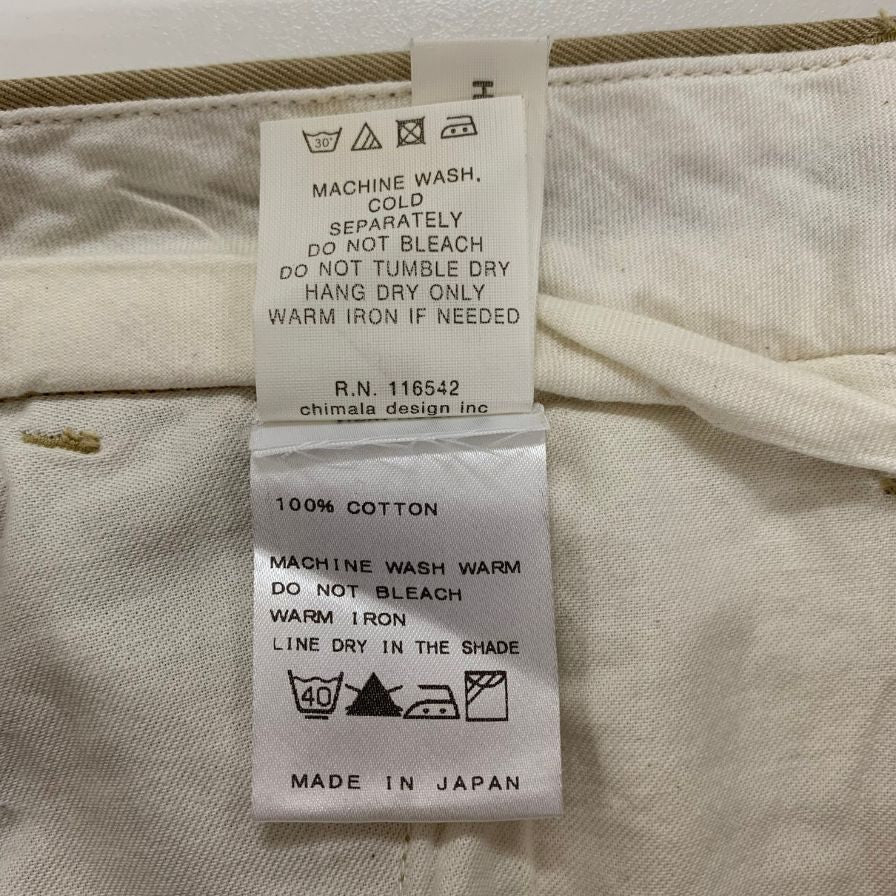 H
30°
MACHINE WASH.
COLD
SEPARATELY
DO NOT BLEACH
DO NOT TUMBLE DRY
HANG DRY ONLY
WARM IRON IF NEEDED
R.N. 116542
chimala design inc
100% COTTON
MACHINE WASH WARM
DO NOT BLEACH
WARM IRON
LINE DRY IN THE SHADE
40
MADE IN JAPAN